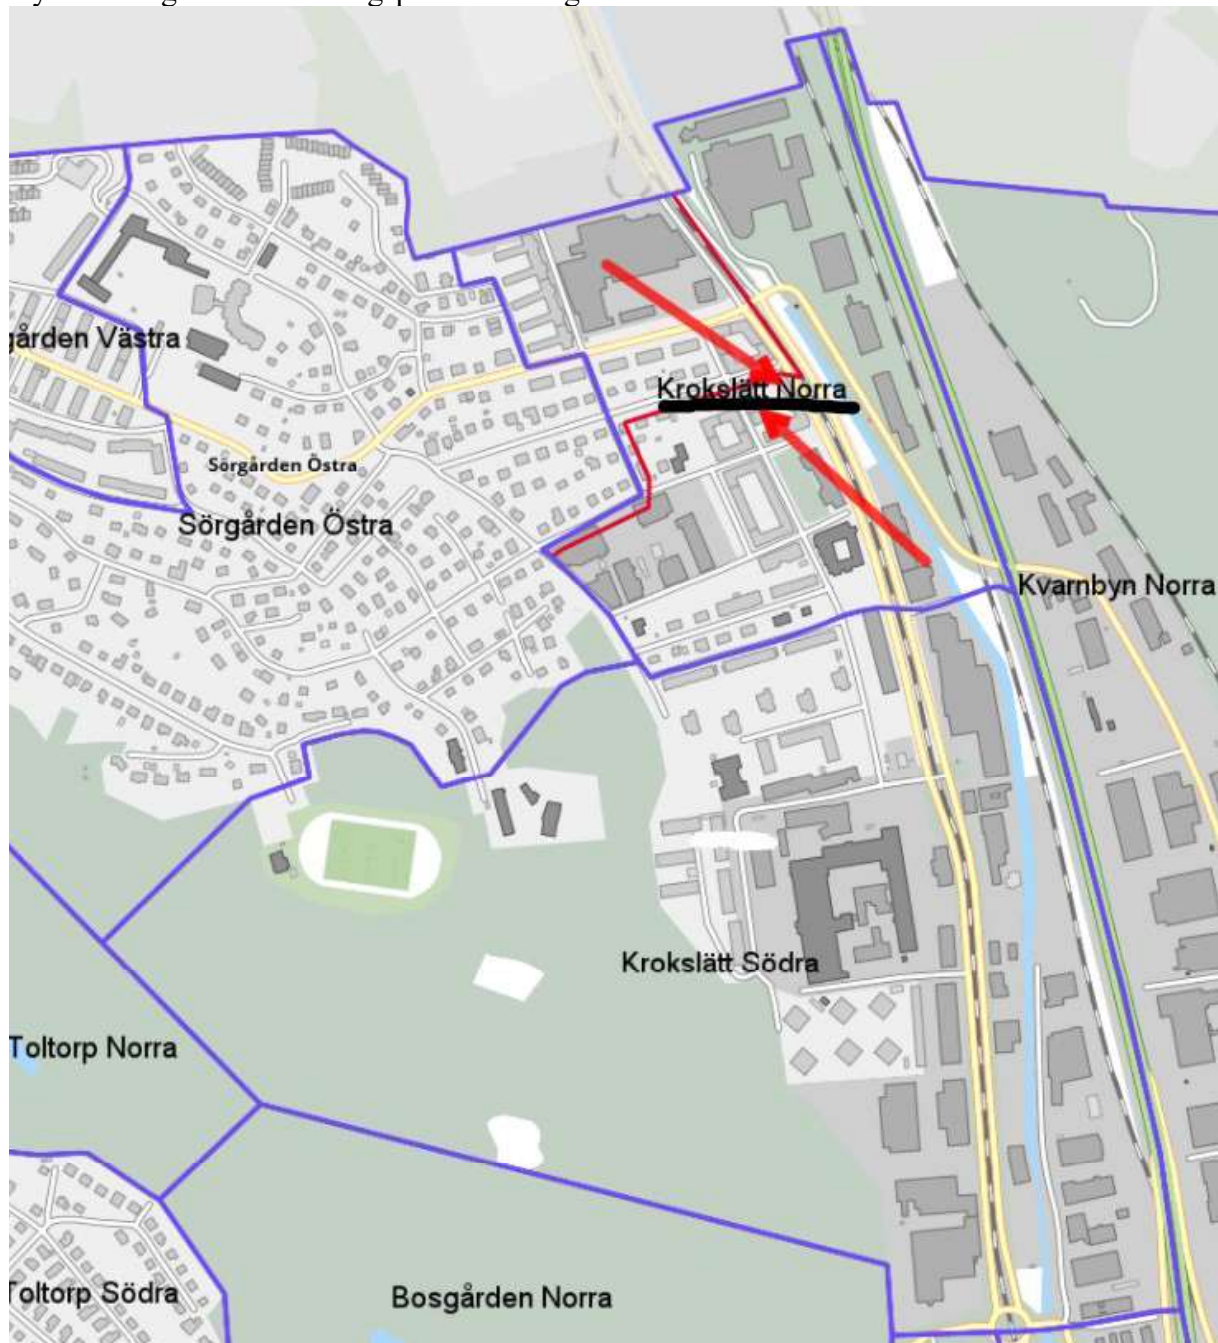 gården Västra
Krokslätt Norra
Sörgården Östra
Sörgården Östra
Kvarnbyn Norra
Krokslätt Södra
Toltorp Norra
Toltorp Södra
Bosgården Norra